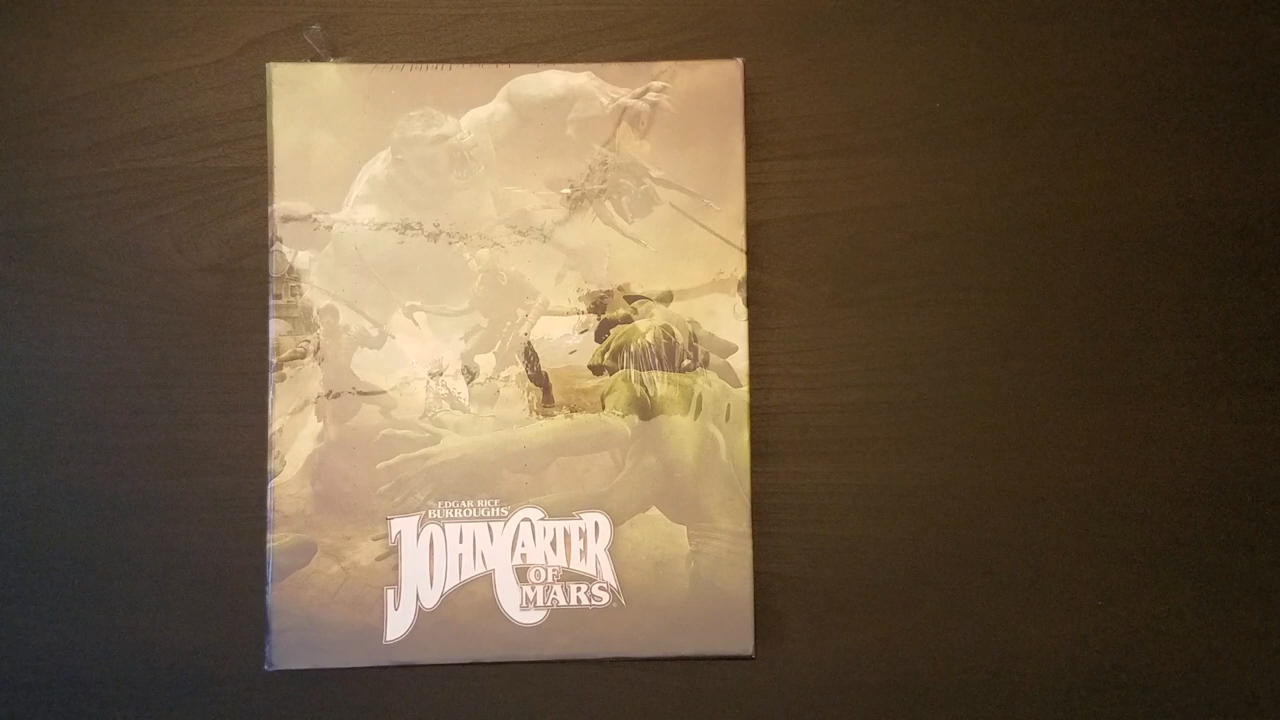 EDGAR RICE
BURROUGHS'
JOHN CARTER
OF
MARS